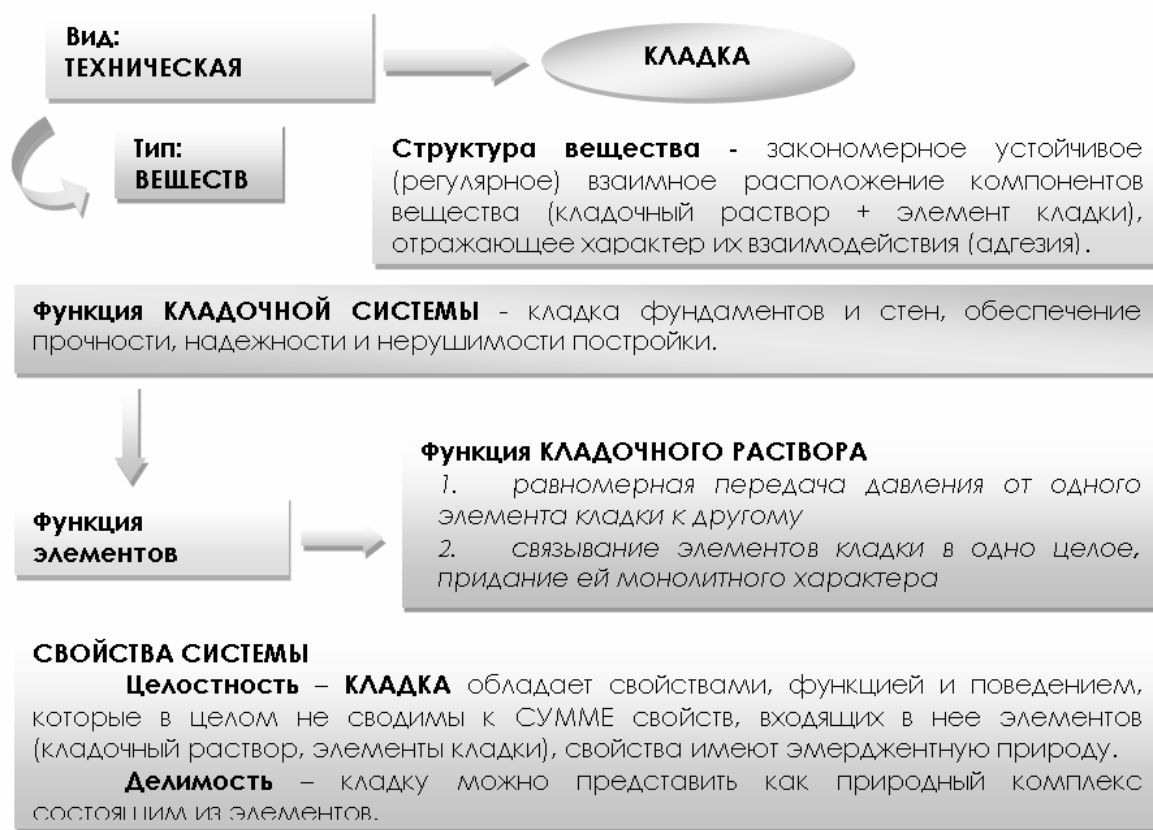 Вид:
ТЕХНИЧЕСКАЯ
КЛАДКА
Тип:
ВЕЩЕСТВ
Структура вещества - закономерное устойчивое
(регулярное) взаимное расположение компонентов
вещества (кладочный раствор + элемент кладки),
отражающее характер их взаимодействия (адгезия).
Функция КЛАДОЧНОЙ СИСТЕМЫ - кладка фундаментов и стен, обеспечение
прочности, надежности и нерушимости постройки.
Функция
элементов
Функция КЛАДОЧНОГО РАСТВОРА
1. равномерная передача давления от одного
элемента кладки к другому
2. связывание элементов кладки в одно целое,
придание ей монолитного характера
СВОЙСТВА СИСТЕМЫ
Целостность – КЛАДКА обладает свойствами, функцией и поведением,
которые в целом не сводимы к СУММЕ свойств, входящих в нее элементов
(кладочный раствор, элементы кладки), свойства имеют эмерджентную природу.
Делимость – кладку можно представить как природный комплекс
состоящим из элементов.